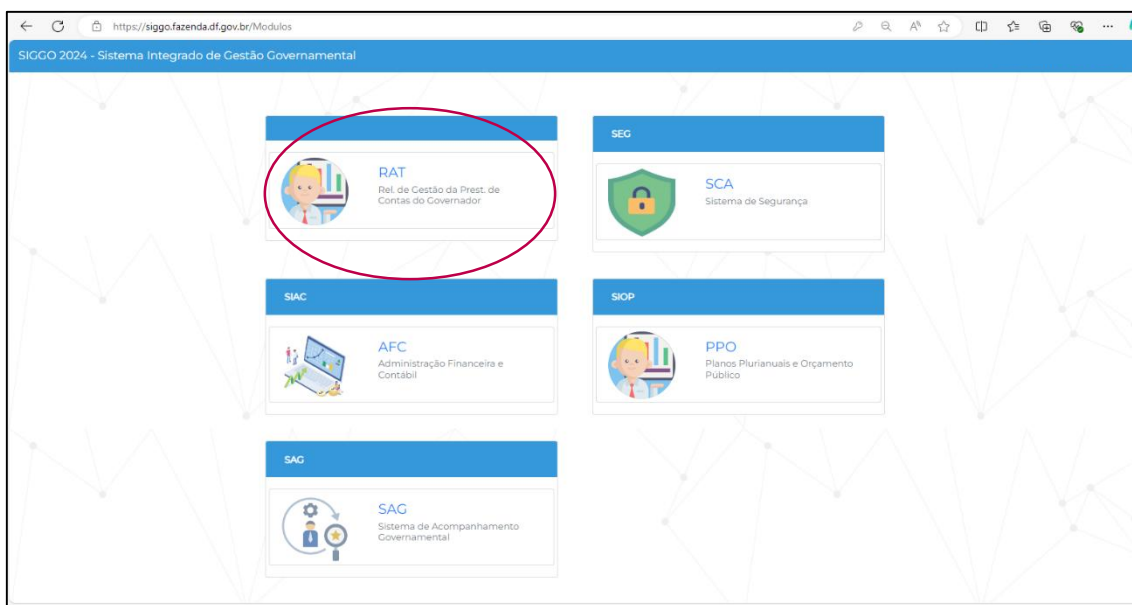 https://siggo.fazenda.df.gov.br/Modulos
SIGGO 2024 - Sistema Integrado de Gestão Governamental
RAT
Rel. de Gestão da Prest. de
Contas do Governador
SEG
SCA
Sistema de Segurança
SIAC
AFC
Administração Financeira e
Contábil
SIOP
PPO
Planos Plurianuais e Orçamento
Público
SAG
SAG
Sistema de Acompanhamento
Governamental